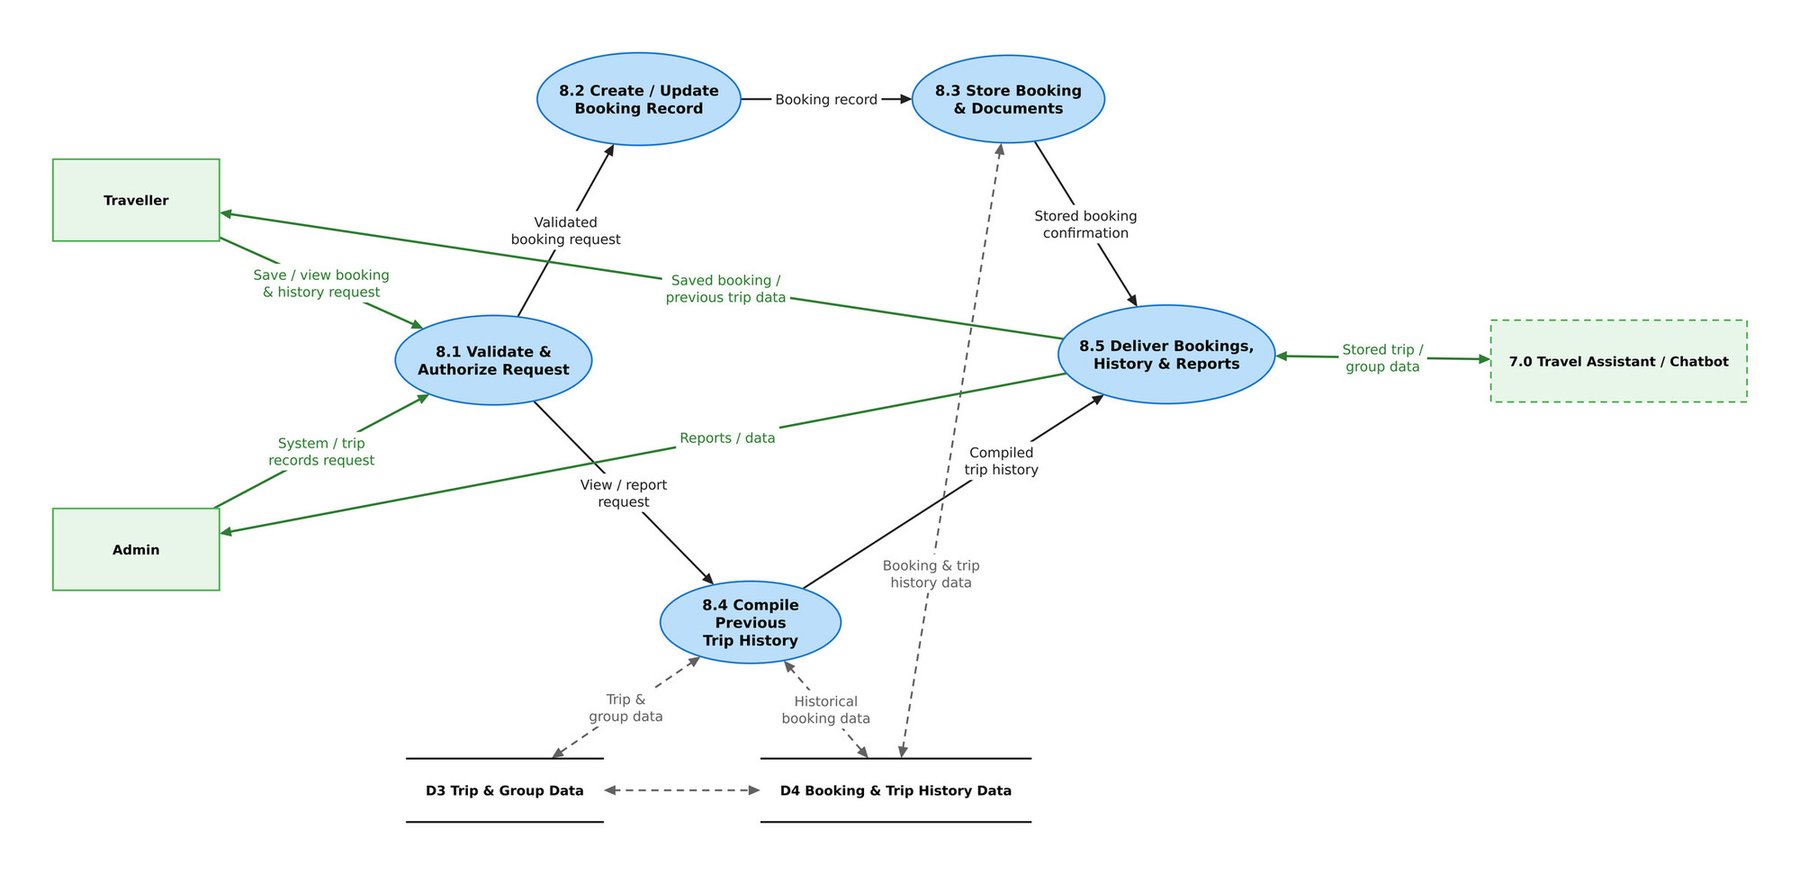 8.2 Create / Update
Booking Record
Booking record
8.3 Store Booking
& Documents
Traveller
Validated
booking request
Stored booking
confirmation
Save / view booking
& history request
Saved booking /
previous trip data
8.1 Validate &
Authorize Request
8.5 Deliver Bookings,
History & Reports
Stored trip /
group data
7.0 Travel Assistant / Chatbot
System / trip
records request
Reports / data
Compiled
trip history
View / report
request
Admin
Booking & trip
history data
8.4 Compile
Previous
Trip History
Trip &
group data
Historical
booking data
D3 Trip & Group Data
D4 Booking & Trip History Data